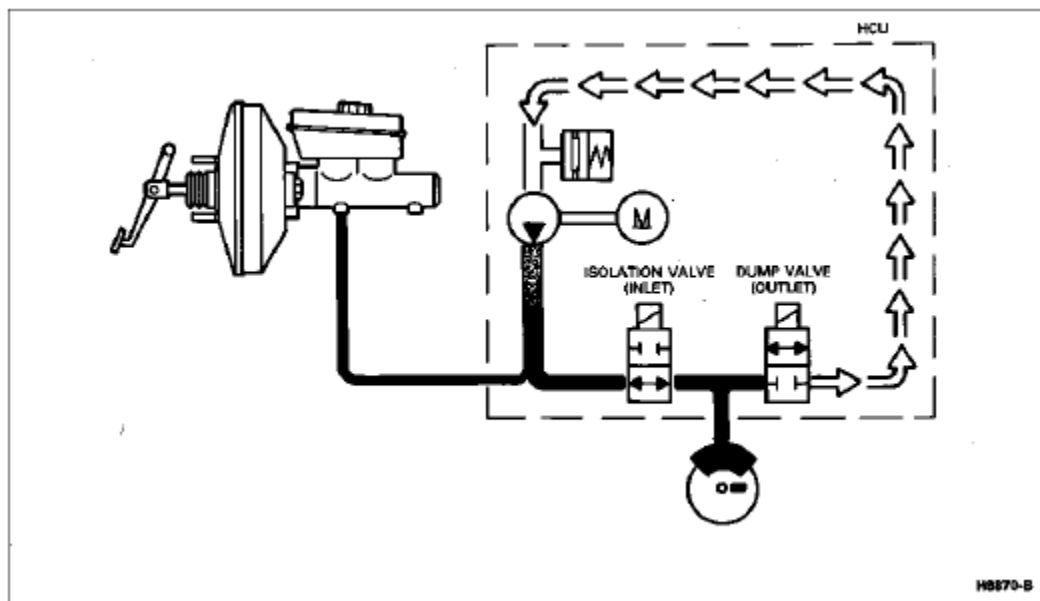 HCU
M
ISOLATION VALVE
(INLET)
DUMP VALVE
(OUTLET)
H8870-B